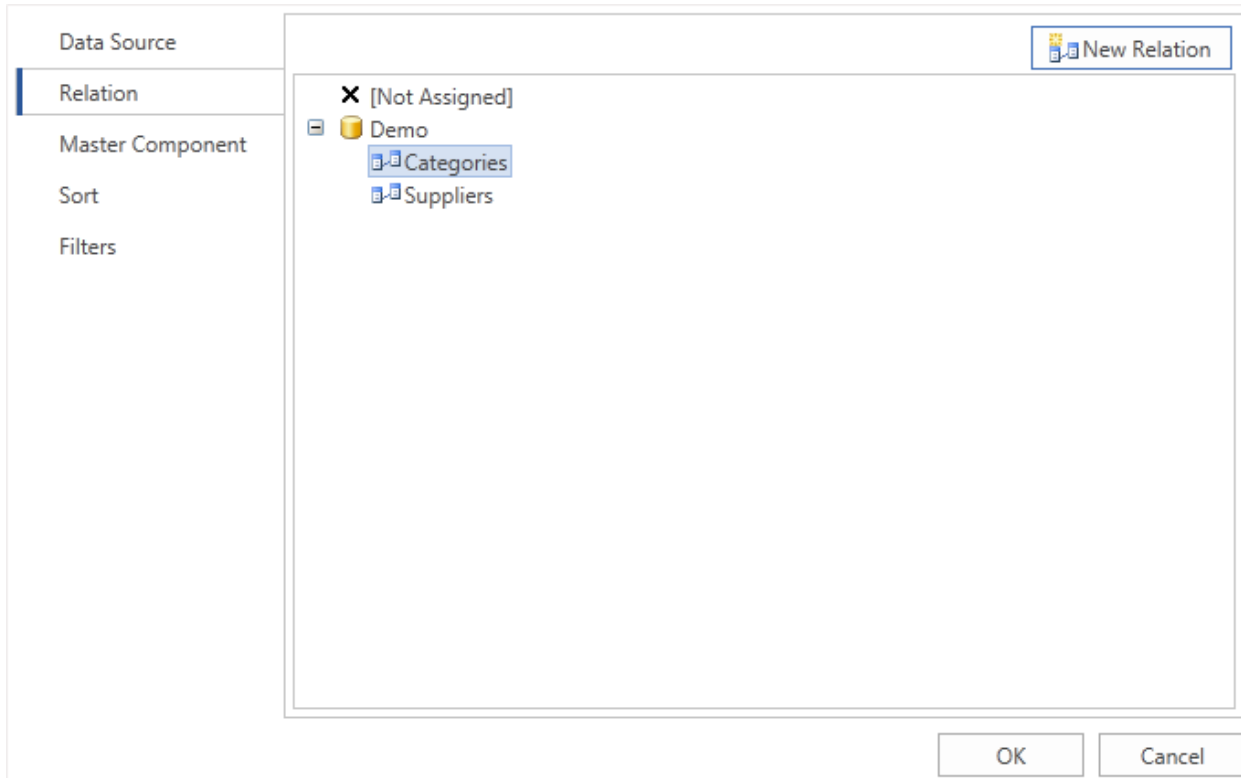 Data Source
Relation
Master Component
Sort
Filters
New Relation
[Not Assigned]
Demo
Categories
Suppliers
OK
Cancel